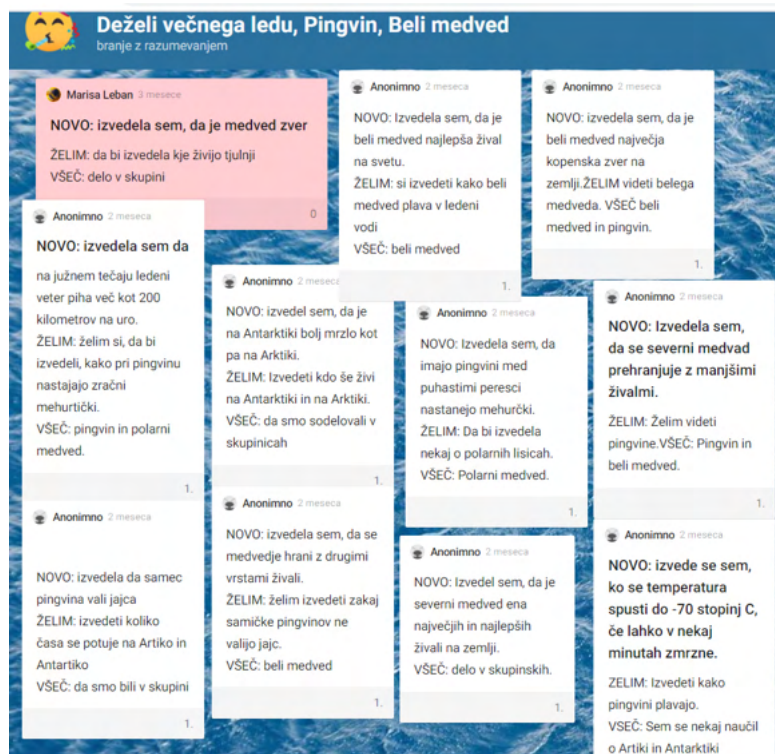 Deželi večnega ledu, Pingvin, Beli medved
branje z razumevanjem
Marisa Leban 3 mesece
NOVO: izvedela sem, da je medved zver
ŽELIM: da bi izvedela kje živijo tjulnji
VŠEČ: delo v skupini
0
Anonimno 2 meseca
NOVO: Izvedela sem, da je
beli medved najlepša žival
na svetu.
ŽELIM: si izvedeti kako beli
medved plava v ledeni
vodi
VŠEČ: beli medved
1.
Anonimno 2 meseca
NOVO: izvedela sem, da je
beli medved največja
kopenska zver na
zemlji.ŽELIM videti belega
medveda. VŠEČ beli
medved in pingvin.
1.
Anonimno 2 meseca
NOVO: izvedela sem da
na južnem tečaju ledeni
veter piha več kot 200
kilometrov na uro.
ŽELIM: želim si, da bi
izvedeli, kako pri pingvinu
nastajajo zračni
mehurtički.
VŠEČ: pingvin in polarni
medved.
1.
Anonimno 2 meseca
NOVO: izvedel sem, da je
na Antarktiki bolj mrzlo kot
pa na Arktiki.
ŽELIM: Izvedeti kdo še živi
na Antarktiki in na Arktiki.
VŠEČ: da smo sodelovali v
skupinicah
1.
Anonimno 2 meseca
NOVO: Izvedela sem, da
imajo pingvini med
puhastimi peresci
nastanejo mehurčki.
ŽELIM: Da bi izvedela
nekaj o polarnih lisicah.
VŠEČ: Polarni medved.
1.
Anonimno 2 meseca
NOVO: Izvedela sem,
da se severni medvad
prehranjuje z manjšimi
živalmi.
ŽELIM: Želim videti
pingvine.VŠEČ: Pingvin in
beli medved.
1.
Anonimno 2 meseca
NOVO: izvedela da samec
pingvina vali jajca
ŽELIM: izvedeti koliko
časa se potuje na Artiko in
Antartiko
VŠEČ: da smo bili v skupini
1.
Anonimno 2 meseca
NOVO: izvedela sem, da se
medvedje hrani z drugimi
vrstami živali.
ŽELIM: želim izvedeti zakaj
samičke pingvinov ne
valijo jajc.
VŠEČ: beli medved
1.
Anonimno 2 meseca
NOVO: Izvedel sem, da je
severni medved ena
največjih in najlepših
živali na zemlji.
VŠEČ: delo v skupinskih.
1.
Anonimno 2 meseca
NOVO: izvede se sem,
ko se temperatura
spusti do -70 stopinj C,
če lahko v nekaj
minutah zmrzne.
ZELIM: Izvedeti kako
pingvini plavajo.
VSEČ: Sem se nekaj naučil
o Artiki in Antarktiki